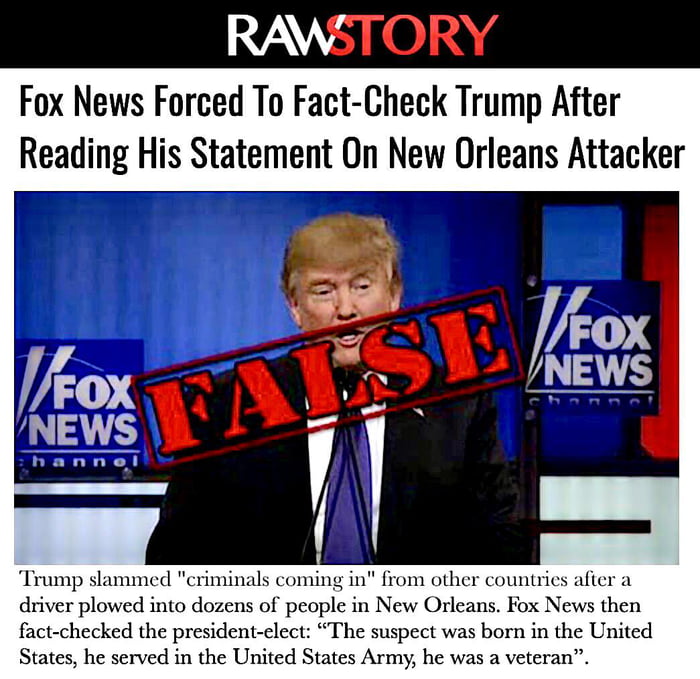 RAWSTORY
Fox News Forced To Fact-Check Trump After
Reading His Statement On New Orleans Attacker
FOX
NEWS
channel
FALSE
FOX
NEWS
channel
Trump slammed "criminals coming in" from other countries after a
driver plowed into dozens of people in New Orleans. Fox News then
fact-checked the president-elect: “The suspect was born in the United
States, he served in the United States Army, he was a veteran”.